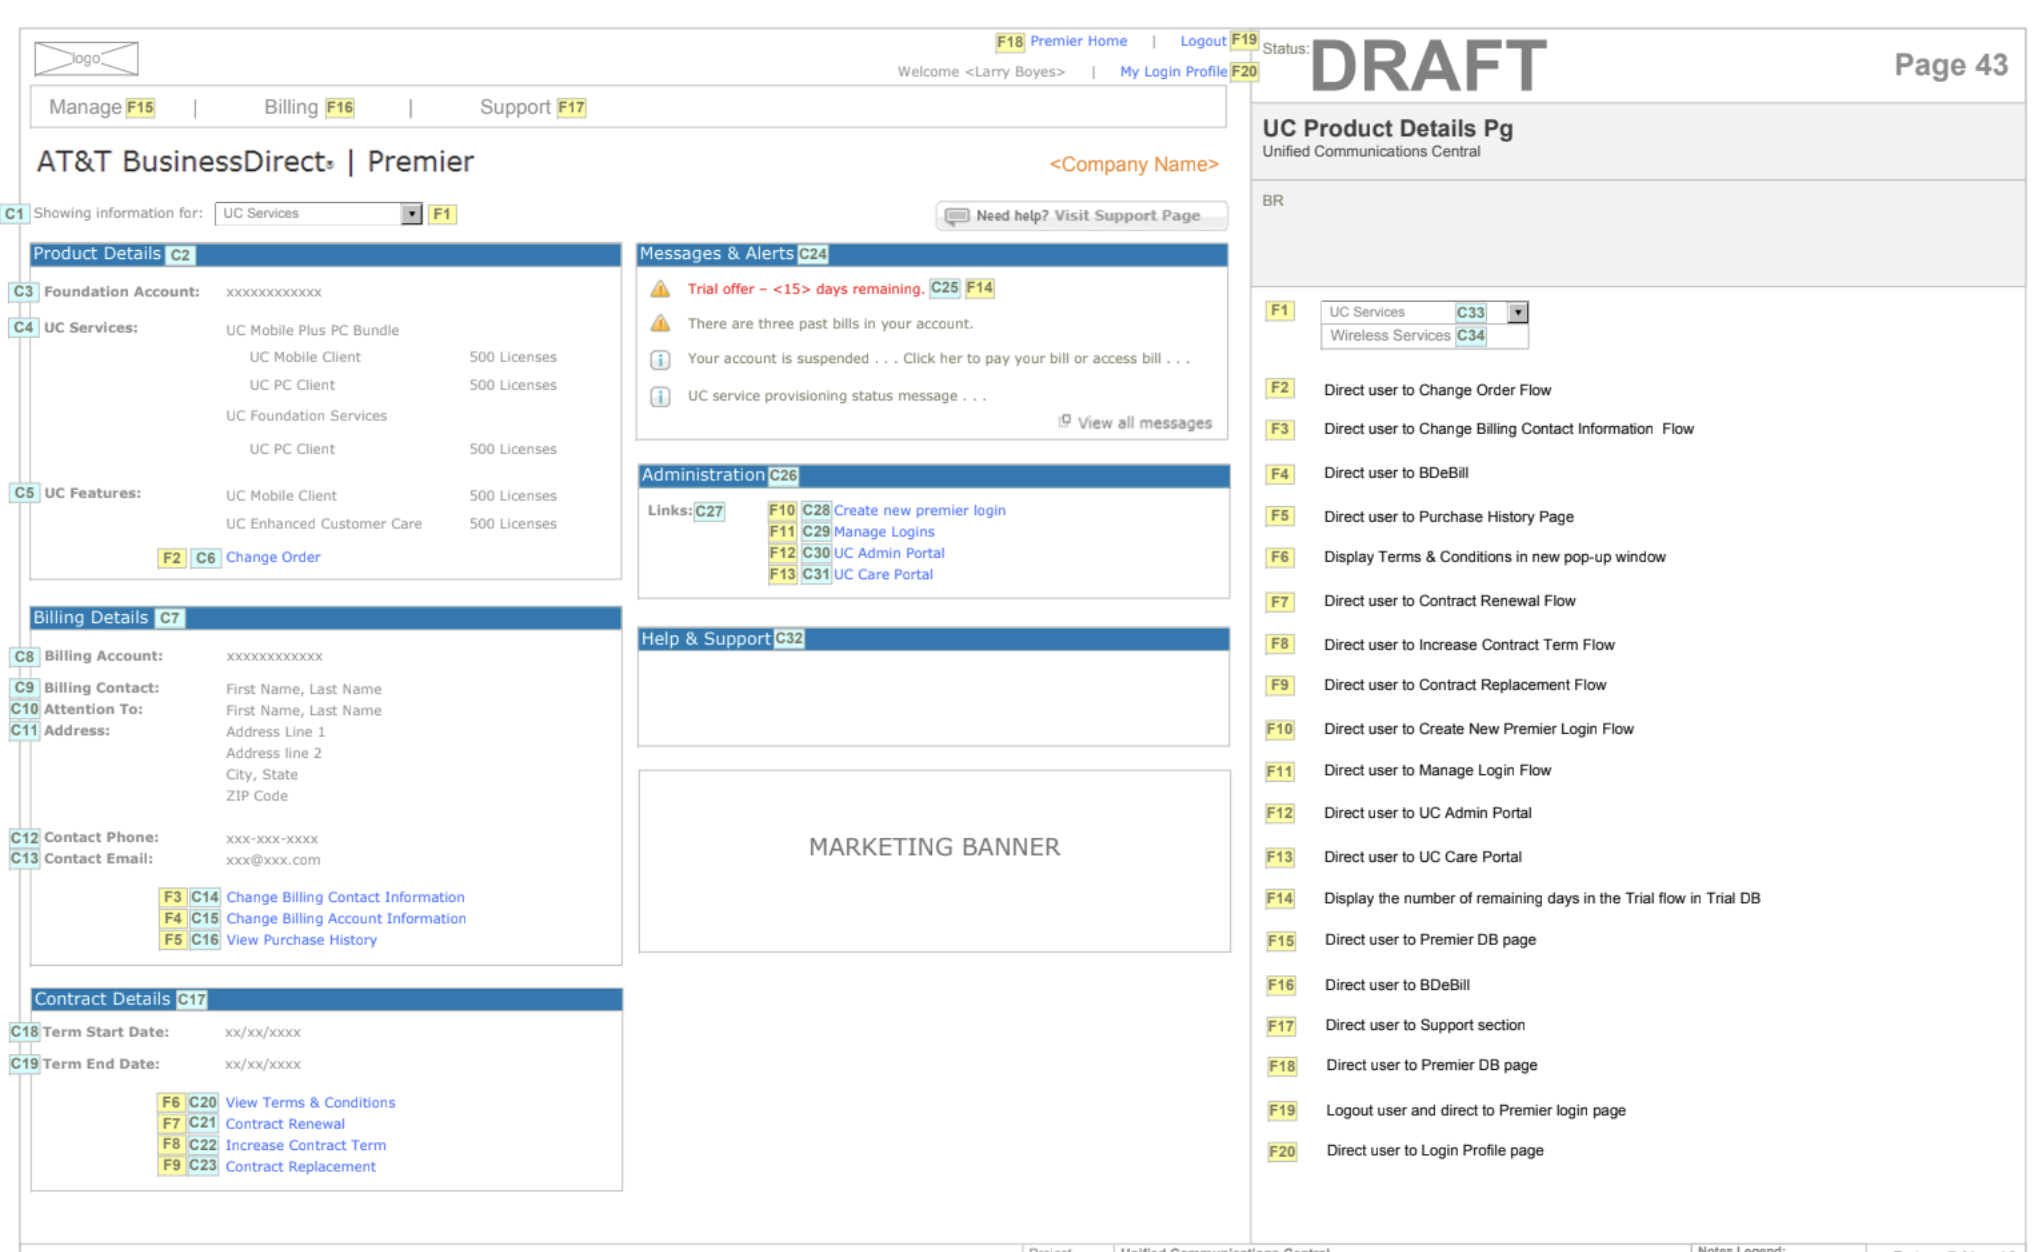 logo
F18 Premier Home | Logout F19
Welcome <Larry Boyes> | My Login Profile F20
Manage F15 | Billing F16 | Support F17
AT&T BusinessDirect® | Premier
<Company Name>
C1 Showing information for: UC Services F1
Need help? Visit Support Page
Product Details C2
C3 Foundation Account: xxxxxxxxxxxx
C4 UC Services: UC Mobile Plus PC Bundle
UC Mobile Client 500 Licenses
UC PC Client 500 Licenses
UC Foundation Services
UC PC Client 500 Licenses
C5 UC Features: UC Mobile Client 500 Licenses
UC Enhanced Customer Care 500 Licenses
F2 C6 Change Order
Billing Details C7
C8 Billing Account: xxxxxxxxxxxx
C9 Billing Contact: First Name, Last Name
C10 Attention To: First Name, Last Name
C11 Address: Address Line 1
Address line 2
City, State
ZIP Code
C12 Contact Phone: xxx-xxx-xxxx
C13 Contact Email: xxx@xxx.com
F3 C14 Change Billing Contact Information
F4 C15 Change Billing Account Information
F5 C16 View Purchase History
Contract Details C17
C18 Term Start Date: xx/xx/xxxx
C19 Term End Date: xx/xx/xxxx
F6 C20 View Terms & Conditions
F7 C21 Contract Renewal
F8 C22 Increase Contract Term
F9 C23 Contract Replacement
Messages & Alerts C24
Trial offer – <15> days remaining. C25 F14
There are three past bills in your account.
Your account is suspended . . . Click her to pay your bill or access bill . . .
UC service provisioning status message . . .
View all messages
Administration C26
Links: C27 F10 C28 Create new premier login
F11 C29 Manage Logins
F12 C30 UC Admin Portal
F13 C31 UC Care Portal
Help & Support C32
MARKETING BANNER
Status: DRAFT
Page 43
UC Product Details Pg
Unified Communications Central
BR
F1 UC Services C33
Wireless Services C34
F2 Direct user to Change Order Flow
F3 Direct user to Change Billing Contact Information Flow
F4 Direct user to BDeBill
F5 Direct user to Purchase History Page
F6 Display Terms & Conditions in new pop-up window
F7 Direct user to Contract Renewal Flow
F8 Direct user to Increase Contract Term Flow
F9 Direct user to Contract Replacement Flow
F10 Direct user to Create New Premier Login Flow
F11 Direct user to Manage Login Flow
F12 Direct user to UC Admin Portal
F13 Direct user to UC Care Portal
F14 Display the number of remaining days in the Trial flow in Trial DB
F15 Direct user to Premier DB page
F16 Direct user to BDeBill
F17 Direct user to Support section
F18 Direct user to Premier DB page
F19 Logout user and direct to Premier login page
F20 Direct user to Login Profile page
Project Unified Communications Central Notes Legend: